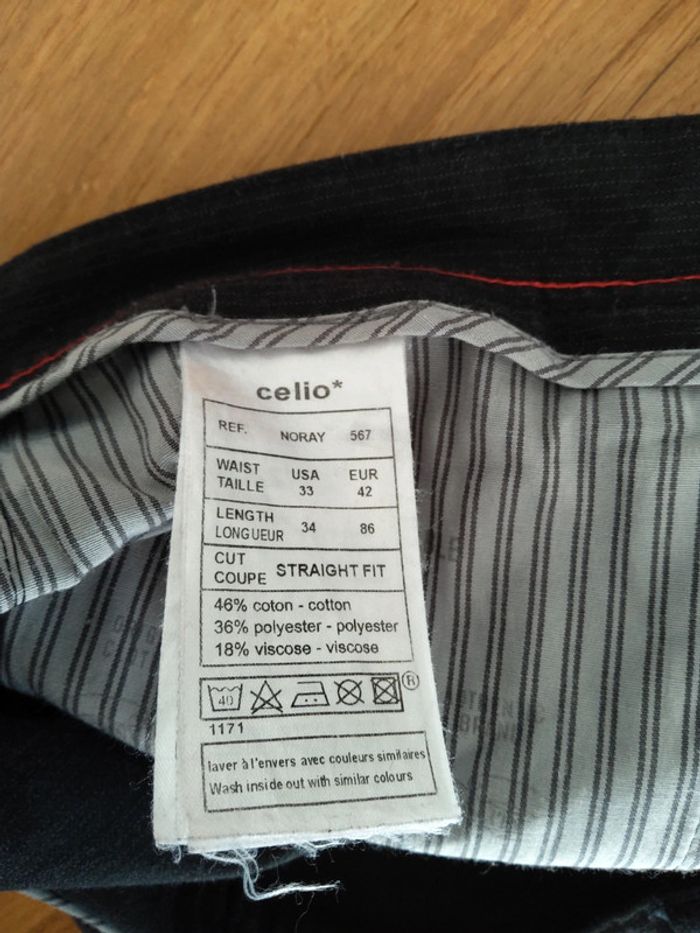 celio*
REF. NORAY 567
WAIST USA EUR
TAILLE 33 42
LENGTH 34 86
LONGUEUR
CUT STRAIGHT FIT
COUPE
46% coton - cotton
36% polyester - polyester
18% viscose - viscose
40 ®
1171
laver à l'envers avec couleurs similaires
Wash inside out with similar colours